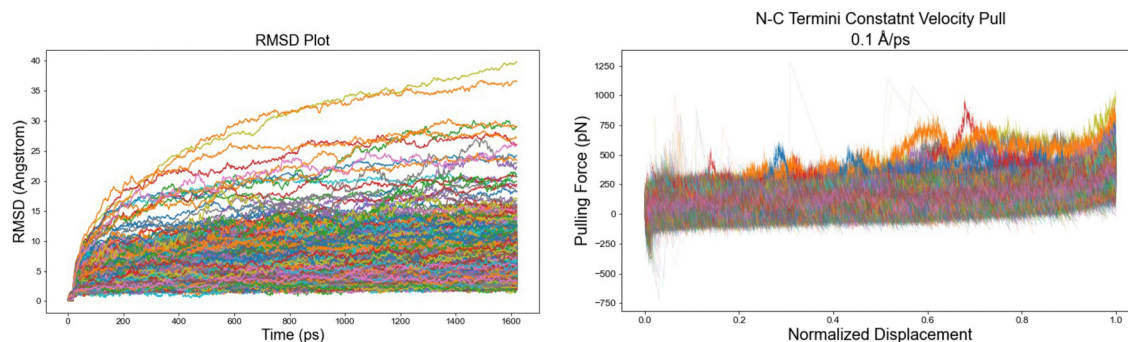 RMSD Plot
RMSD (Angstrom)
40
35
30
25
20
15
10
5
0
0 200 400 600 800 1000 1200 1400 1600
Time (ps)
N-C Termini Constatnt Velocity Pull
0.1 Å/ps
Pulling Force (pN)
1250
1000
750
500
250
0
-250
-500
-750
0.0 0.2 0.4 0.6 0.8 1.0
Normalized Displacement